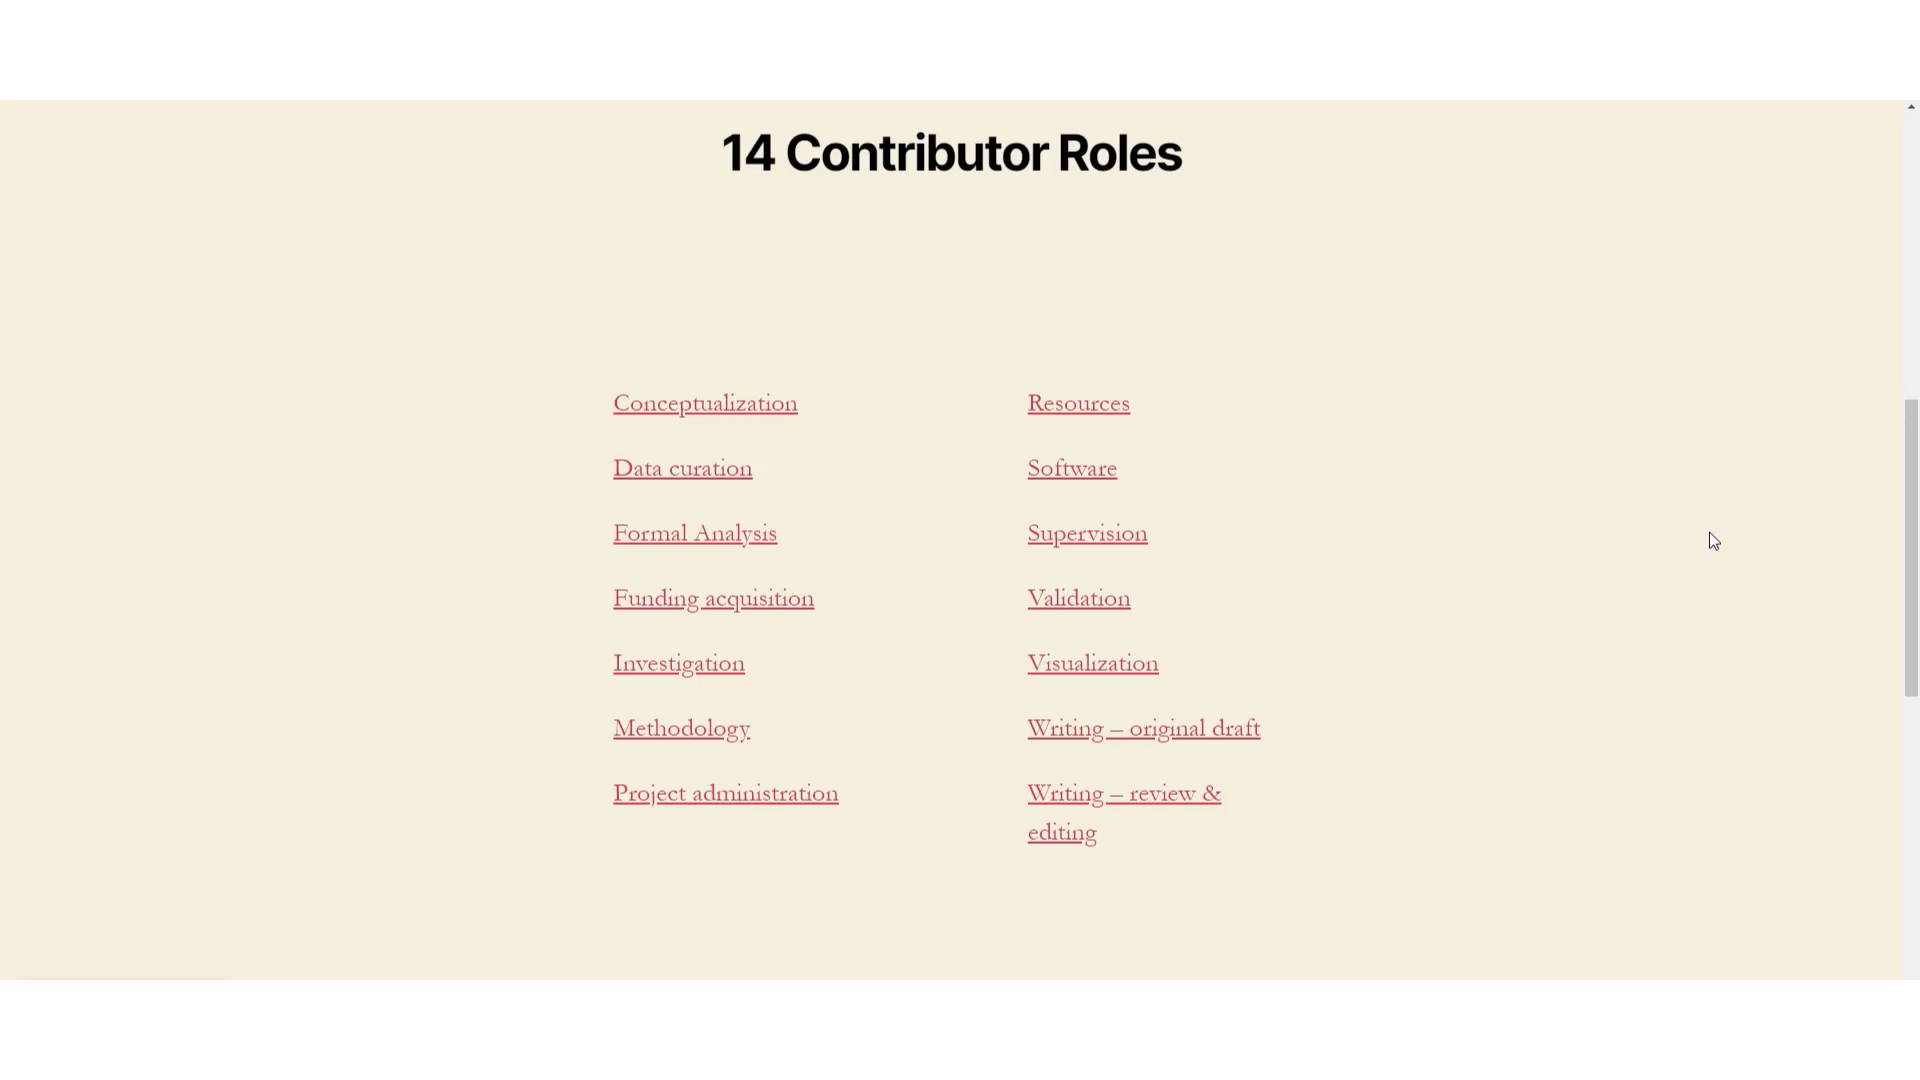 14 Contributor Roles
Conceptualization
Data curation
Formal Analysis
Funding acquisition
Investigation
Methodology
Project administration
Resources
Software
Supervision
Validation
Visualization
Writing – original draft
Writing – review &
editing